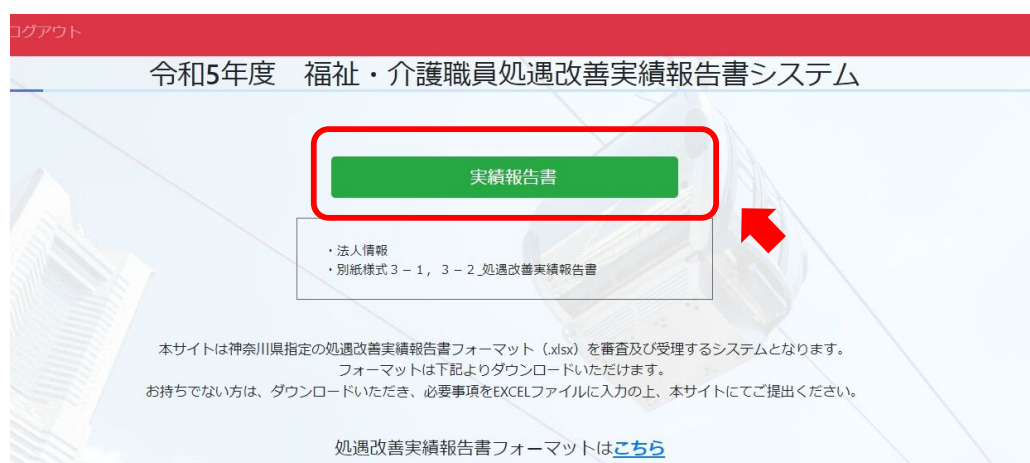 ログアウト
令和5年度　福祉・介護職員処遇改善実績報告書システム
実績報告書
・法人情報
・別紙様式３－１，３－２_処遇改善実績報告書
本サイトは神奈川県指定の処遇改善実績報告書フォーマット（.xlsx）を審査及び受理するシステムとなります。
フォーマットは下記よりダウンロードいただけます。
お持ちでない方は、ダウンロードいただき、必要事項をEXCELファイルに入力の上、本サイトにてご提出ください。
処遇改善実績報告書フォーマットはこちら